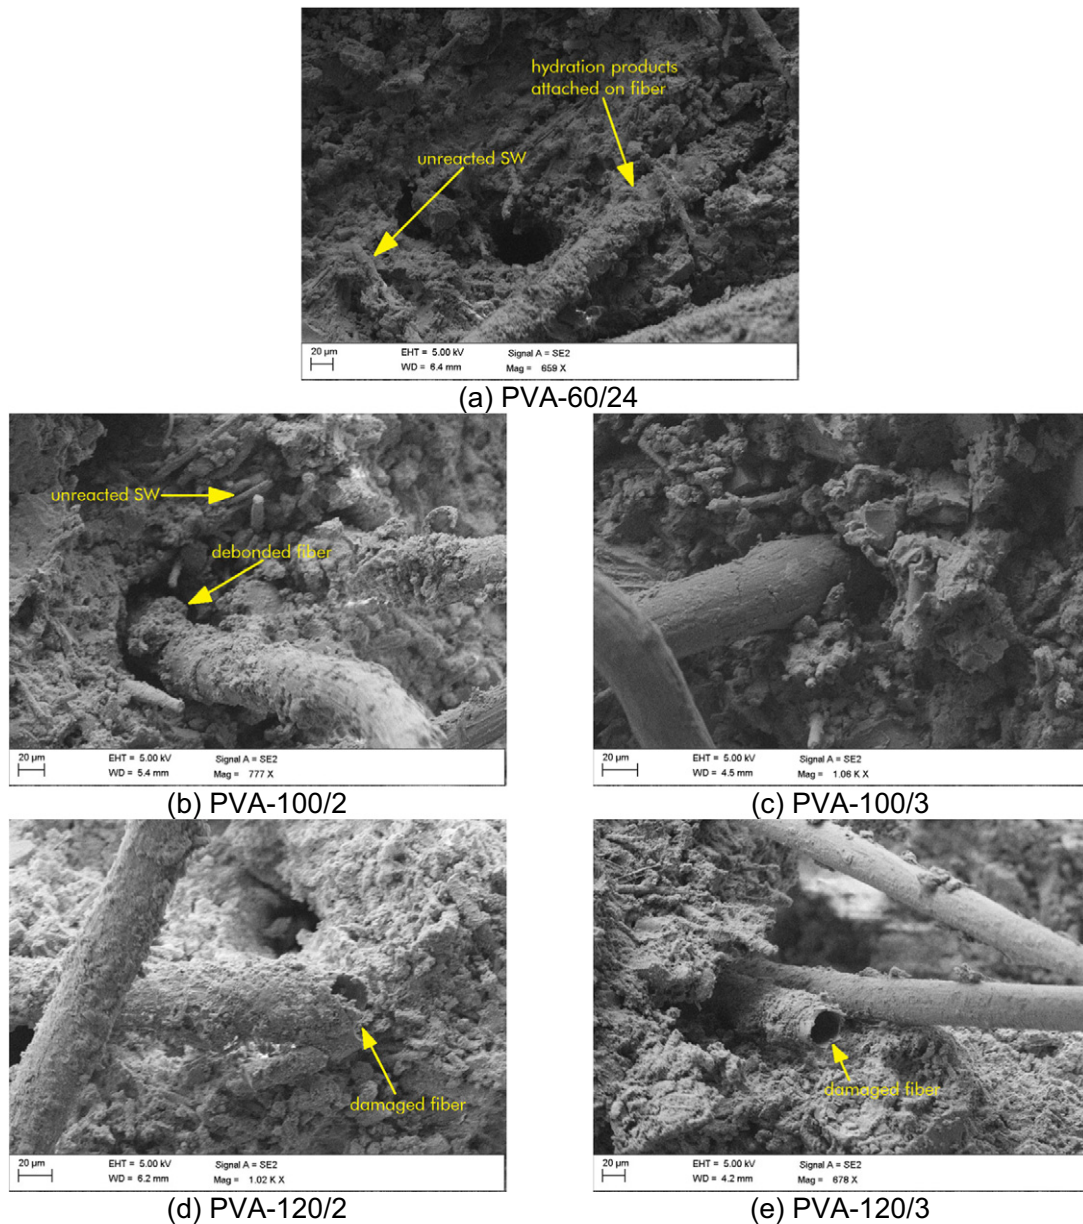 hydration products
attached on fiber
unreacted SW
20 µm
EHT = 5.00 kV
Signal A = SE2
WD = 6.4 mm
Mag = 659 X
(a) PVA-60/24
unreacted SW
debonded fiber
20 µm
EHT = 5.00 kV
Signal A = SE2
WD = 5.4 mm
Mag = 777 X
(b) PVA-100/2
20 µm
EHT = 5.00 kV
Signal A = SE2
WD = 4.5 mm
Mag = 1.06 K X
(c) PVA-100/3
damaged fiber
20 µm
EHT = 5.00 kV
Signal A = SE2
WD = 6.2 mm
Mag = 1.02 K X
(d) PVA-120/2
damaged fiber
20 µm
EHT = 5.00 kV
Signal A = SE2
WD = 4.2 mm
Mag = 678 X
(e) PVA-120/3